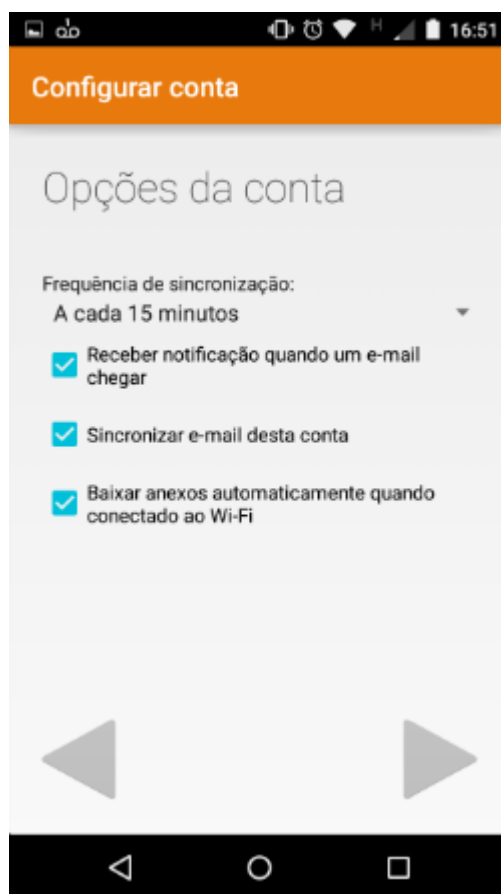 H 16:51
Configurar conta
Opções da conta
Frequência de sincronização:
A cada 15 minutos
Receber notificação quando um e-mail
chegar
Sincronizar e-mail desta conta
Baixar anexos automaticamente quando
conectado ao Wi-Fi